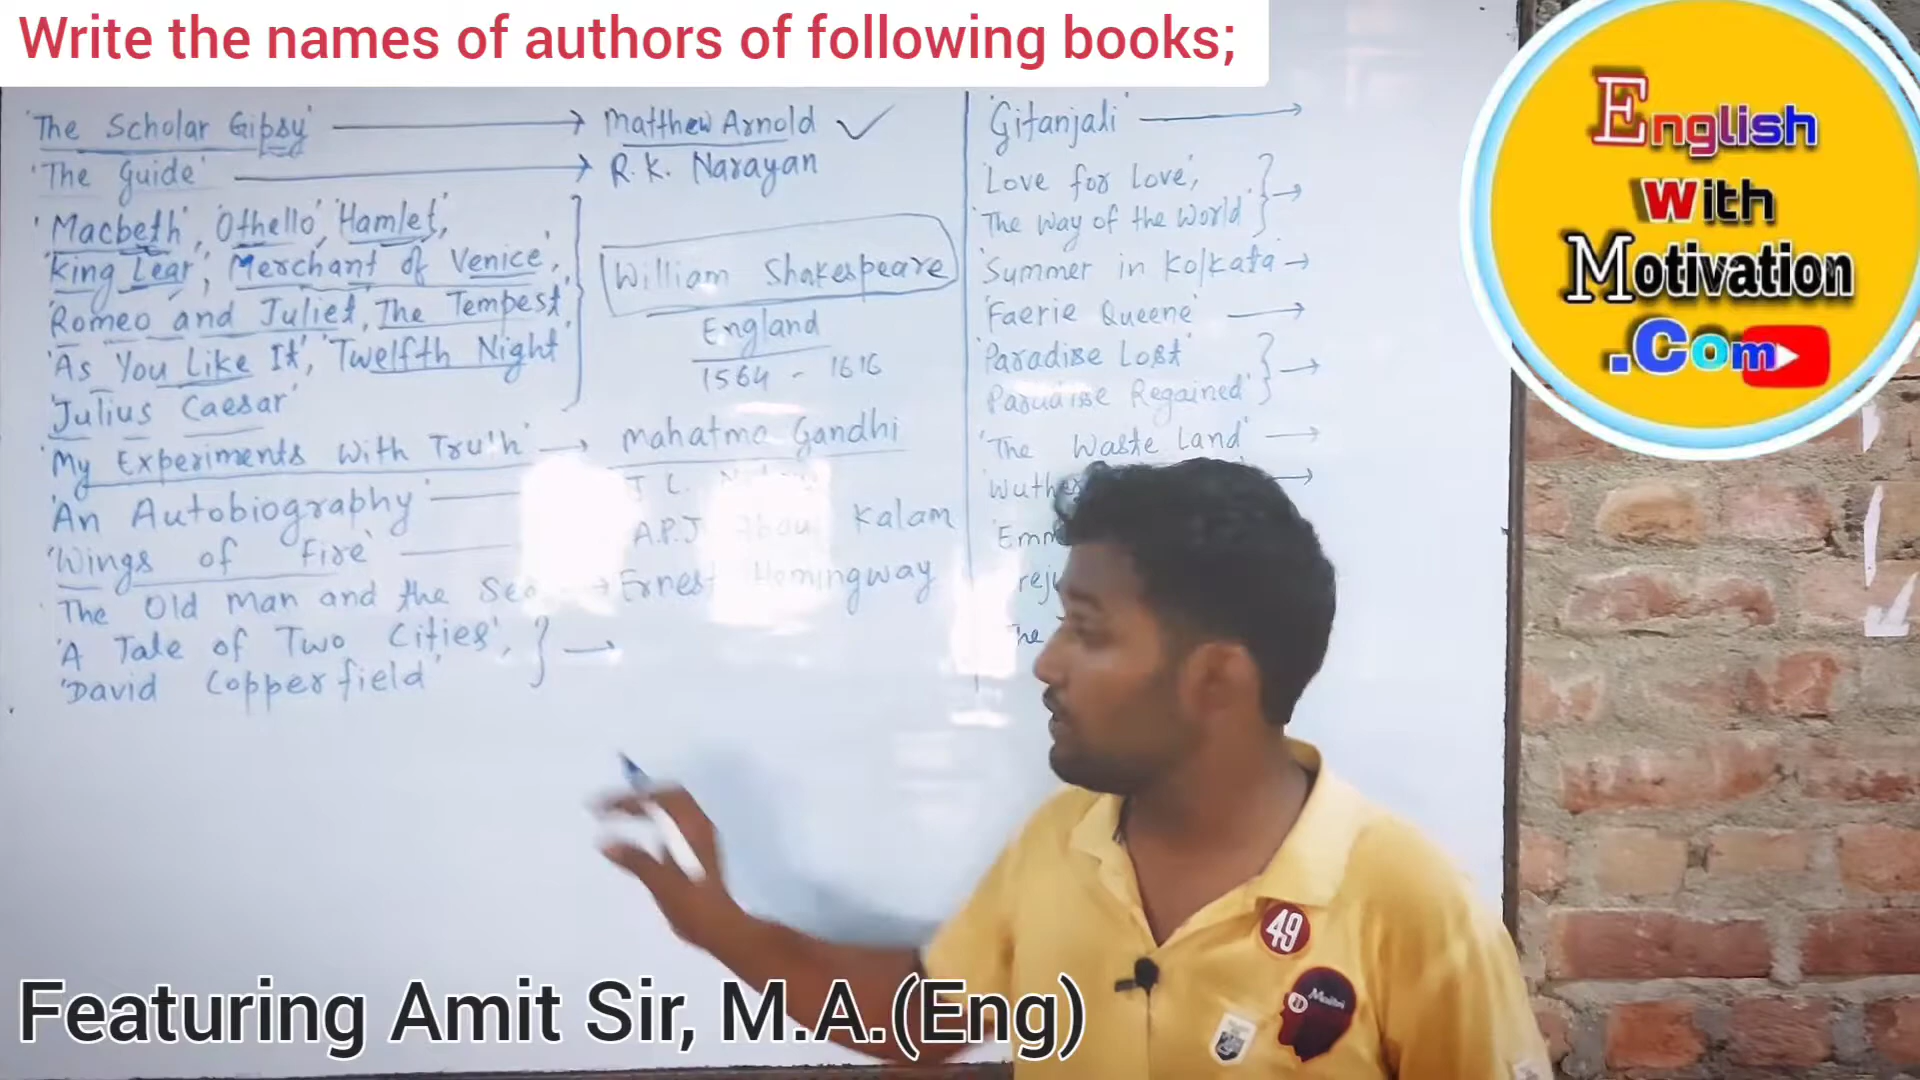 Write the names of authors of following books;
'The Scholar Gipsy' → Matthew Arnold ✓
'The Guide' → R. K. Narayan
'Macbeth', 'Othello', 'Hamlet',
'King Lear', 'Merchant of Venice',
'Romeo and Juliet, The Tempest'
'As You Like It', 'Twelfth Night'
'Julius Caesar'
William Shakespeare
England
1564 - 1616
'My Experiments with Truth' → Mahatma Gandhi
'An Autobiography' J L.
'Wings of Fire' A.P.J. Kalam
'The Old Man and the Sea → Ernest Hemingway
'A Tale of Two Cities', } →
'David Copperfield'
'Gitanjali' →
'Love for Love',
'The Way of the World' } →
'Summer in Kolkata →
'Faerie Queene' →
'Paradise Lost'
Paradise Regained' } →
'The Waste Land' →
English
With
Motivation
.Com
49
Featuring Amit Sir, M.A.(Eng)